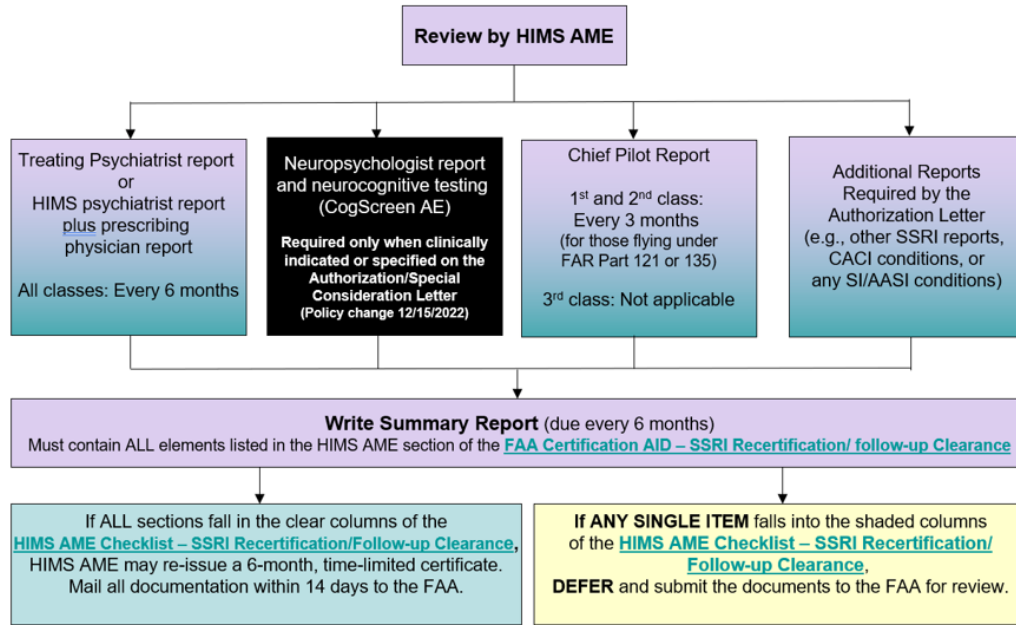 Review by HIMS AME
Treating Psychiatrist report
or
HIMS psychiatrist report
plus prescribing
physician report
All classes: Every 6 months
Neuropsychologist report
and neurocognitive testing
(CogScreen AE)
Required only when clinically
indicated or specified on the
Authorization/Special
Consideration Letter
(Policy change 12/15/2022)
Chief Pilot Report
1st and 2nd class:
Every 3 months
(for those flying under
FAR Part 121 or 135)
3rd class: Not applicable
Additional Reports
Required by the
Authorization Letter
(e.g., other SSRI reports,
CACI conditions, or
any SI/AASI conditions)
Write Summary Report (due every 6 months)
Must contain ALL elements listed in the HIMS AME section of the FAA Certification AID – SSRI Recertification/ follow-up Clearance
If ALL sections fall in the clear columns of the
HIMS AME Checklist – SSRI Recertification/Follow-up Clearance,
HIMS AME may re-issue a 6-month, time-limited certificate.
Mail all documentation within 14 days to the FAA.
If ANY SINGLE ITEM falls into the shaded columns
of the HIMS AME Checklist – SSRI Recertification/
Follow-up Clearance,
DEFER and submit the documents to the FAA for review.